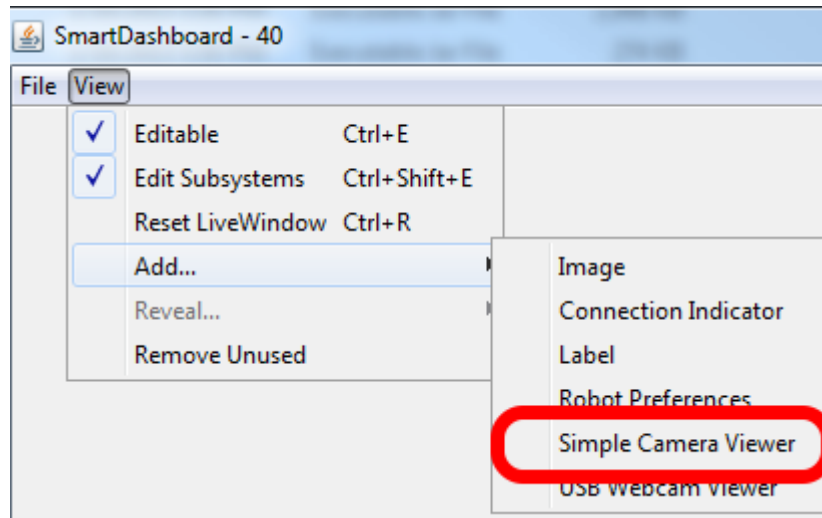 SmartDashboard - 40
File View
Editable Ctrl+E
Edit Subsystems Ctrl+Shift+E
Reset LiveWindow Ctrl+R
Add...
Reveal...
Remove Unused
Image
Connection Indicator
Label
Robot Preferences
Simple Camera Viewer
USB Webcam Viewer